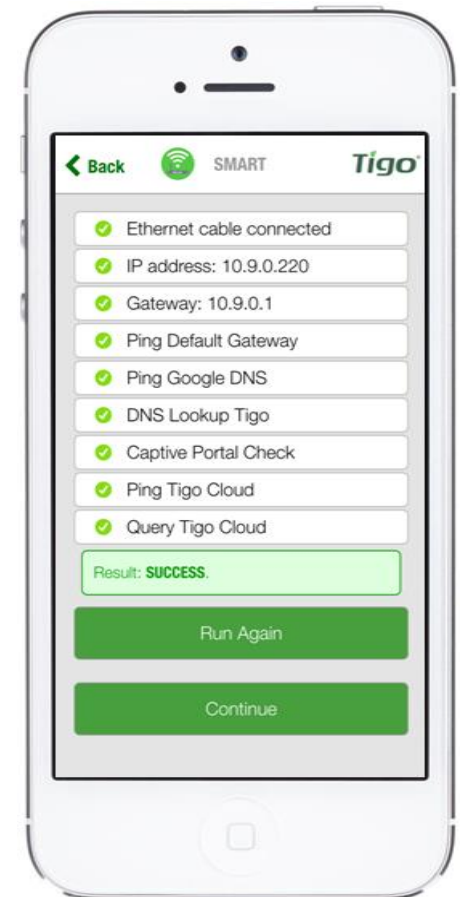 Back
SMART
Tigo
Ethernet cable connected
IP address: 10.9.0.220
Gateway: 10.9.0.1
Ping Default Gateway
Ping Google DNS
DNS Lookup Tigo
Captive Portal Check
Ping Tigo Cloud
Query Tigo Cloud
Result: SUCCESS.
Run Again
Continue